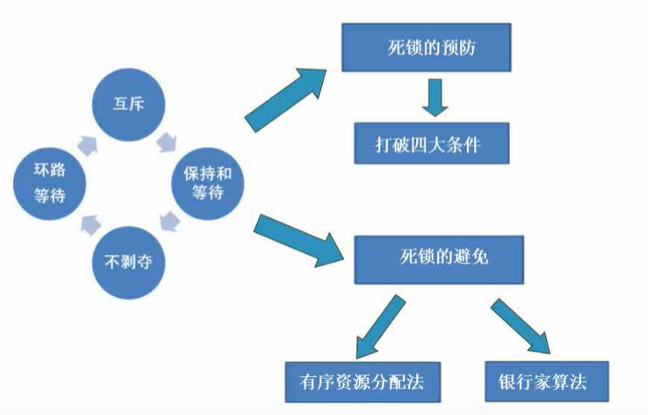 死锁的预防
互斥
打破四大条件
环路
等待
保持和
等待
不剥夺
死锁的避免
有序资源分配法
银行家算法